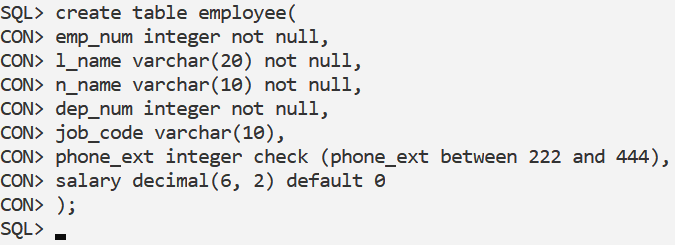 SQL> create table employee(
CON> emp_num integer not null,
CON> l_name varchar(20) not null,
CON> n_name varchar(10) not null,
CON> dep_num integer not null,
CON> job_code varchar(10),
CON> phone_ext integer check (phone_ext between 222 and 444),
CON> salary decimal(6, 2) default 0
CON> );
SQL>